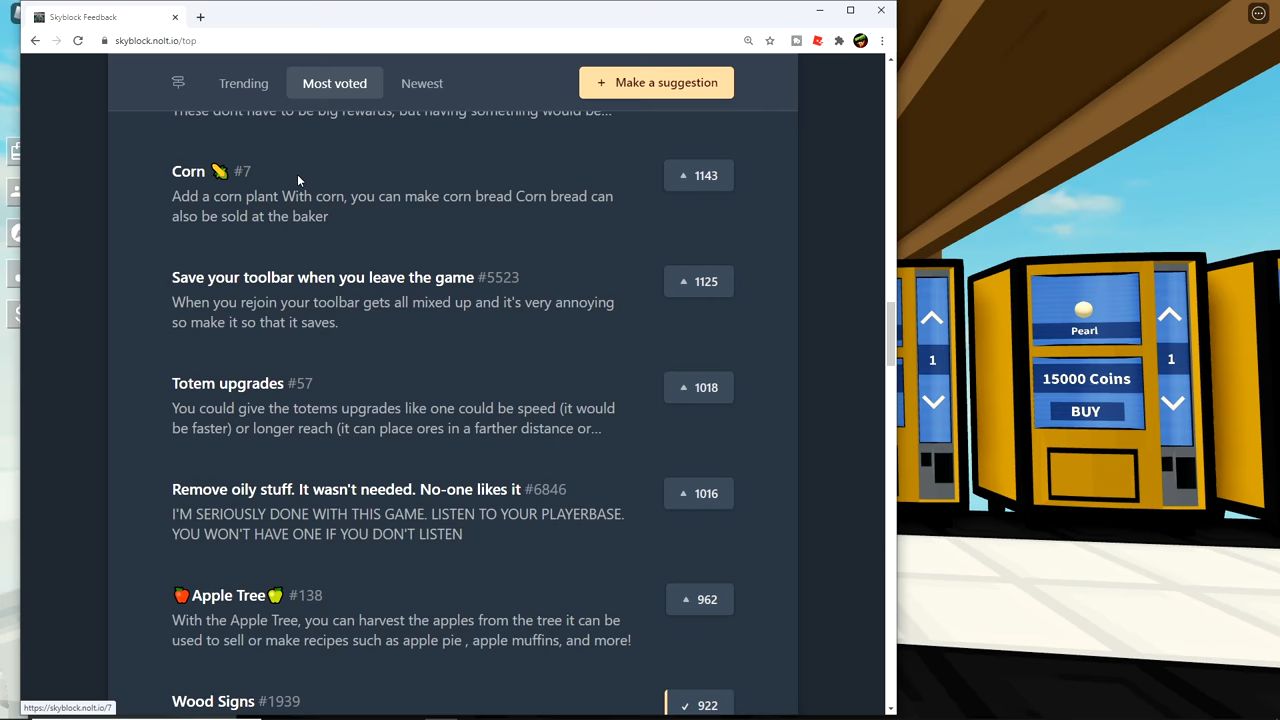 Skyblock Feedback
skyblock.nolt.io/top
Trending
Most voted
Newest
+ Make a suggestion
These dont have to be big rewards, but having something would be...
Corn 🌽 #7
1143
Add a corn plant With corn, you can make corn bread Corn bread can
also be sold at the baker
Save your toolbar when you leave the game #5523
1125
When you rejoin your toolbar gets all mixed up and it's very annoying
so make it so that it saves.
Totem upgrades #57
1018
You could give the totems upgrades like one could be speed (it would
be faster) or longer reach (it can place ores in a farther distance or...
Remove oily stuff. It wasn't needed. No-one likes it #6846
1016
I'M SERIOUSLY DONE WITH THIS GAME. LISTEN TO YOUR PLAYERBASE.
YOU WON'T HAVE ONE IF YOU DON'T LISTEN
🍎Apple Tree🍏 #138
962
With the Apple Tree, you can harvest the apples from the tree it can be
used to sell or make recipes such as apple pie , apple muffins, and more!
Wood Signs #1939
922
https://skyblock.nolt.io/7
1
Pearl
15000 Coins
BUY
1